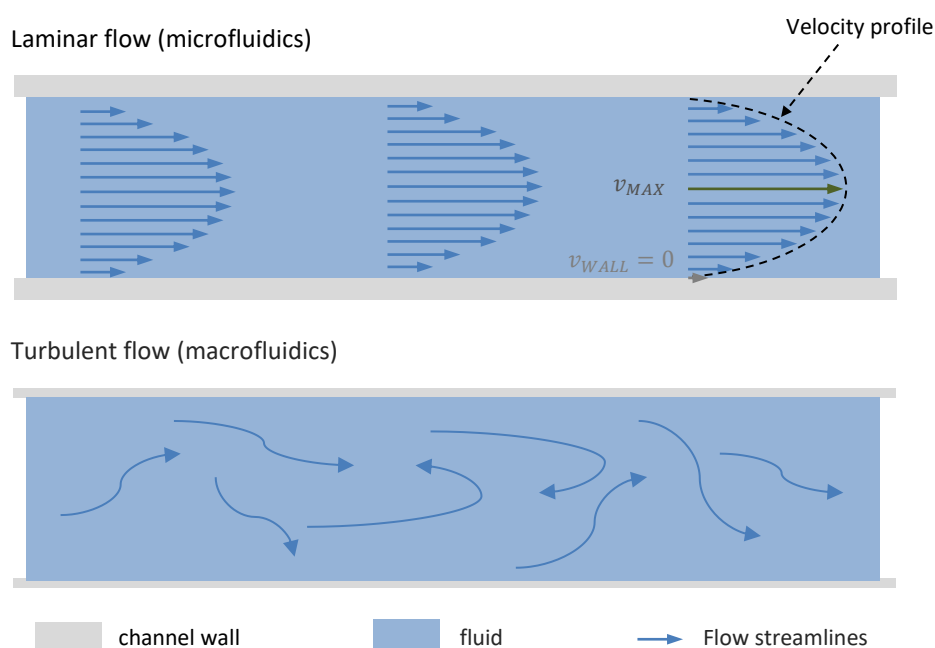 Velocity profile
Laminar flow (microfluidics)
v_MAX
v_WALL = 0
Turbulent flow (macrofluidics)
channel wall
fluid
Flow streamlines